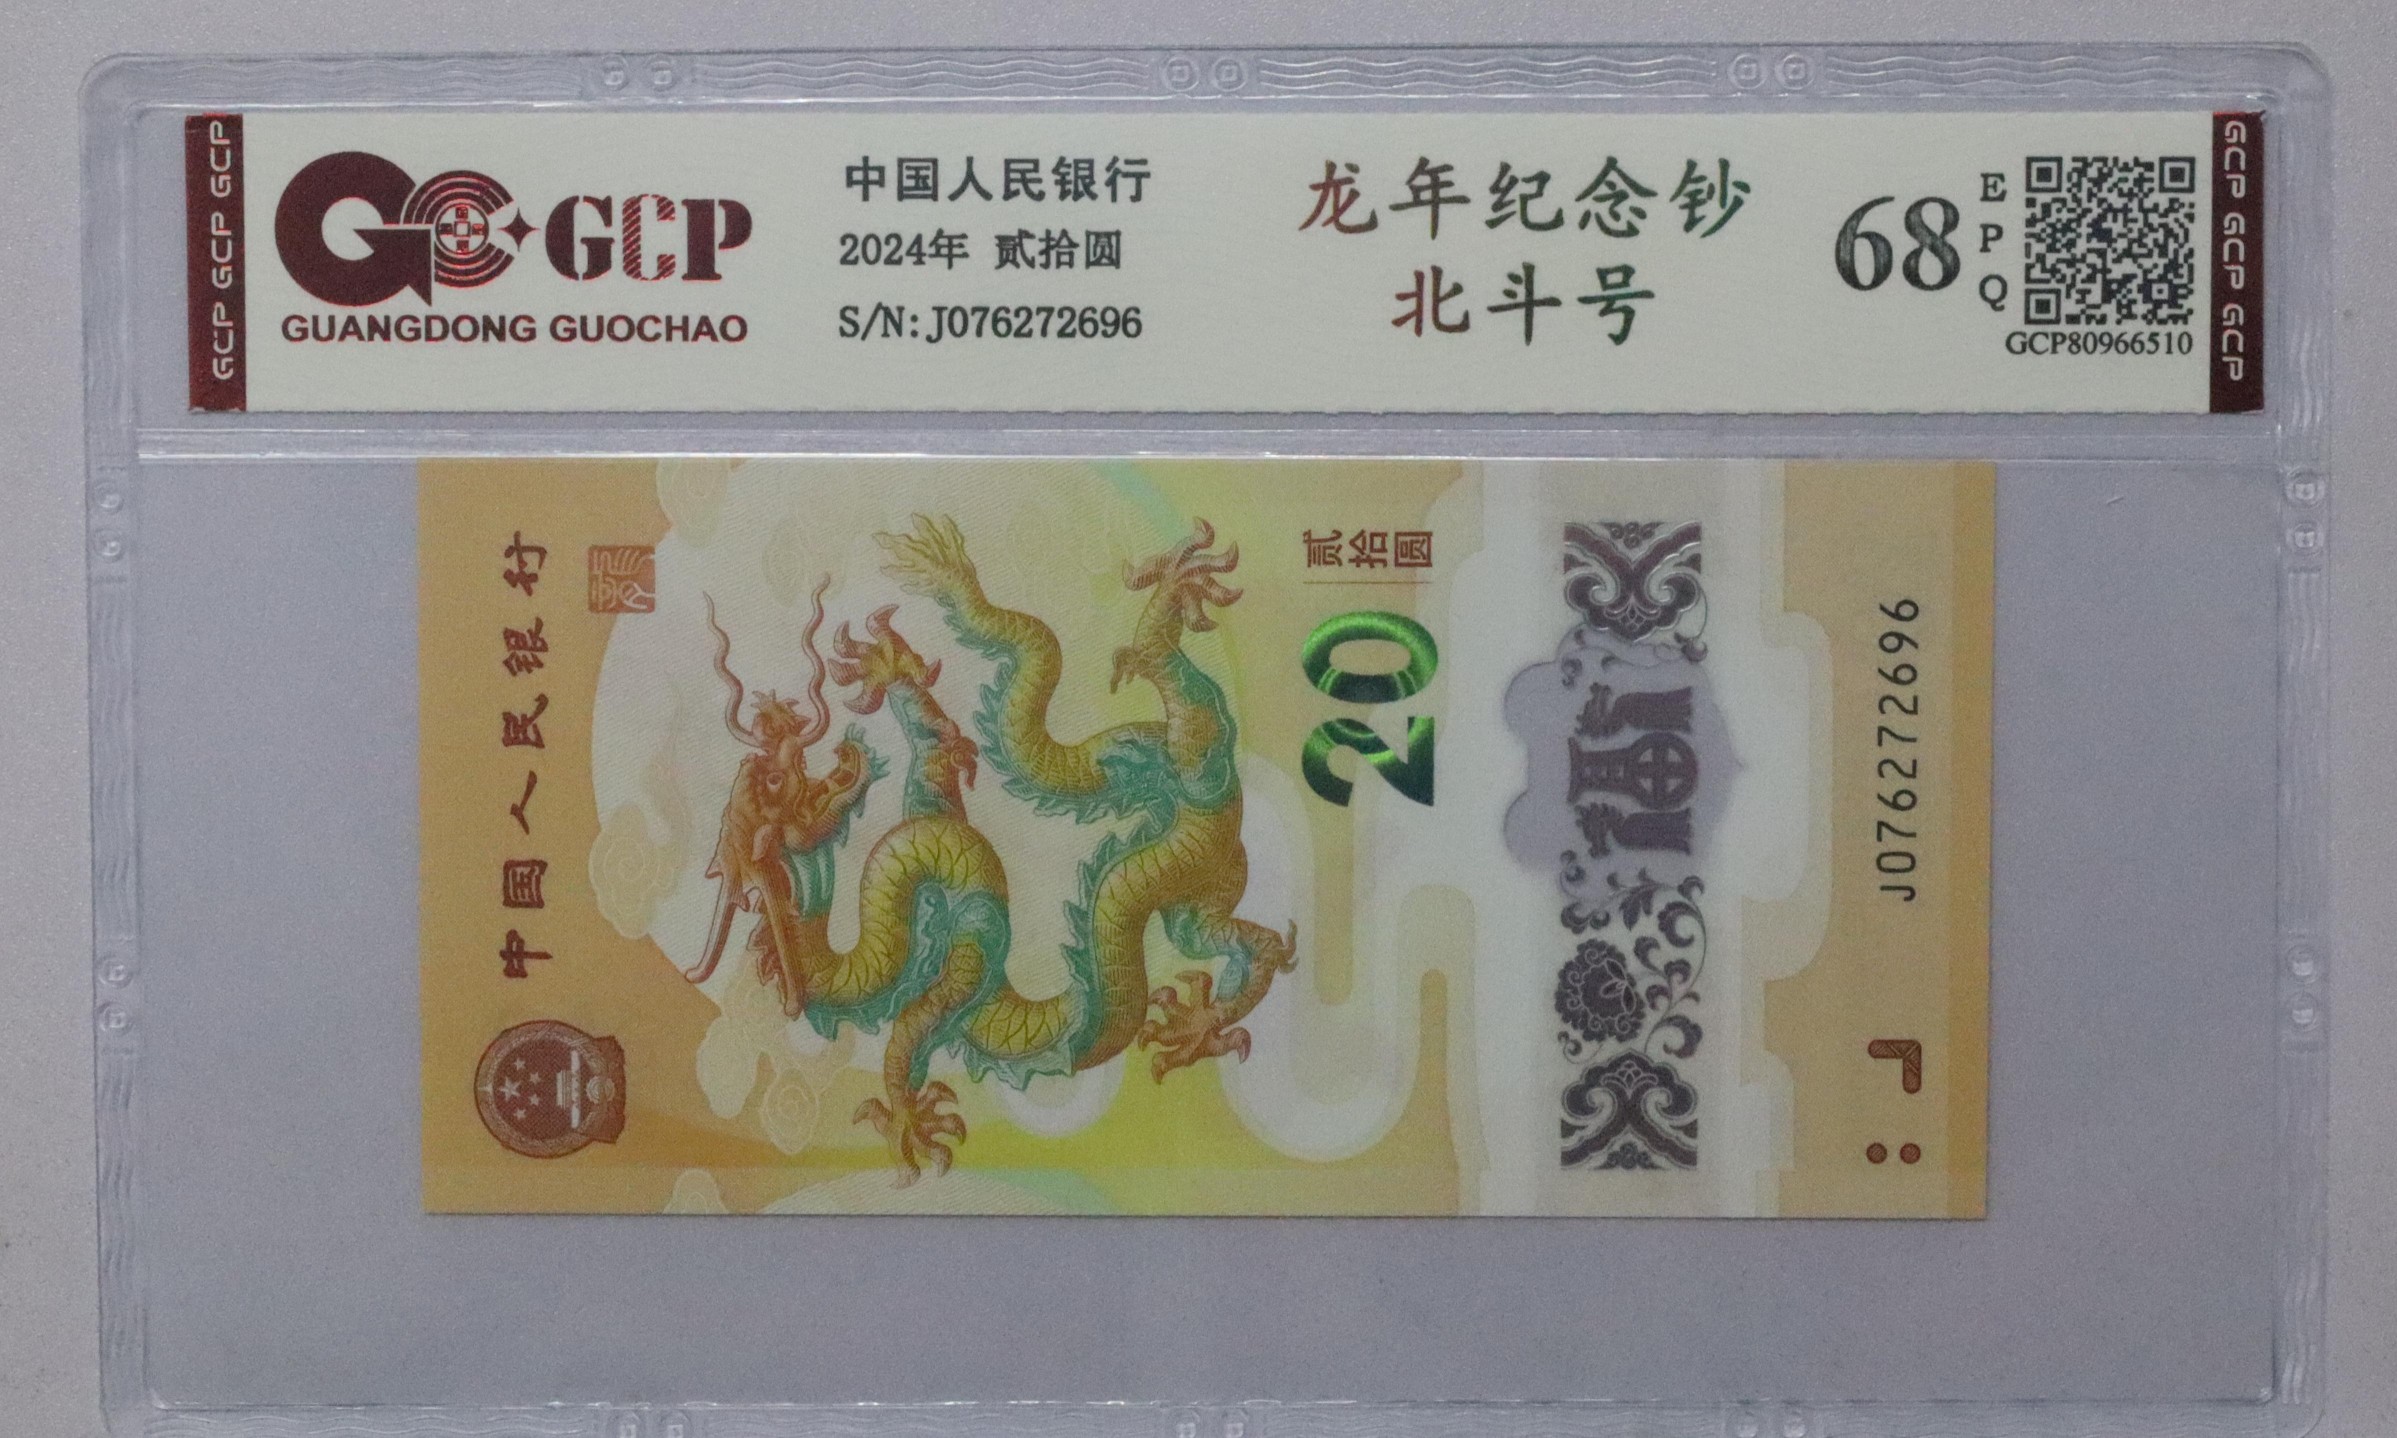 GCP GCP GCP
GCP
GUANGDONG GUOCHAO
中国人民银行
2024年 贰拾圆
S/N: J076272696
龙年纪念钞
北斗号
68
EPQ
GCP80966510
GCP GCP GCP
中国人民银行
贰拾圆
20
J076272696